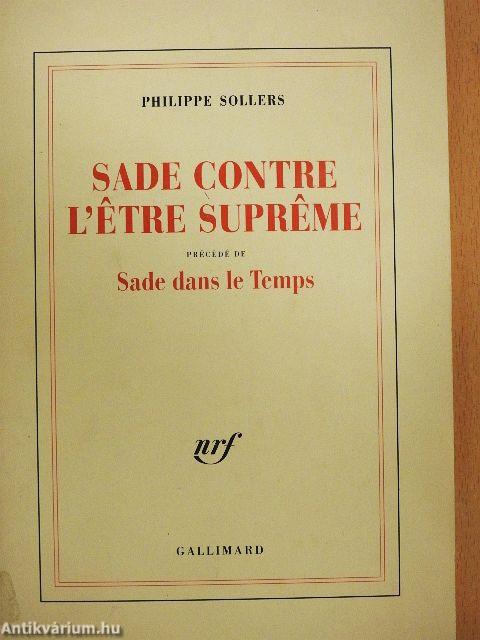 PHILIPPE SOLLERS
SADE CONTRE
L'ÊTRE SUPRÊME
PRÉCÉDÉ DE
Sade dans le Temps
nrf
GALLIMARD
Antikvárium.hu